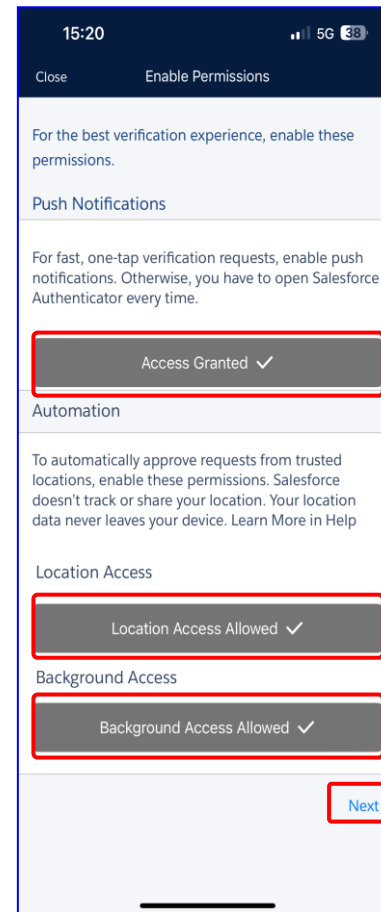 15:20 5G 38
Close Enable Permissions
For the best verification experience, enable these
permissions.
Push Notifications
For fast, one-tap verification requests, enable push
notifications. Otherwise, you have to open Salesforce
Authenticator every time.
Access Granted ✓
Automation
To automatically approve requests from trusted
locations, enable these permissions. Salesforce
doesn't track or share your location. Your location
data never leaves your device. Learn More in Help
Location Access
Location Access Allowed ✓
Background Access
Background Access Allowed ✓
Next